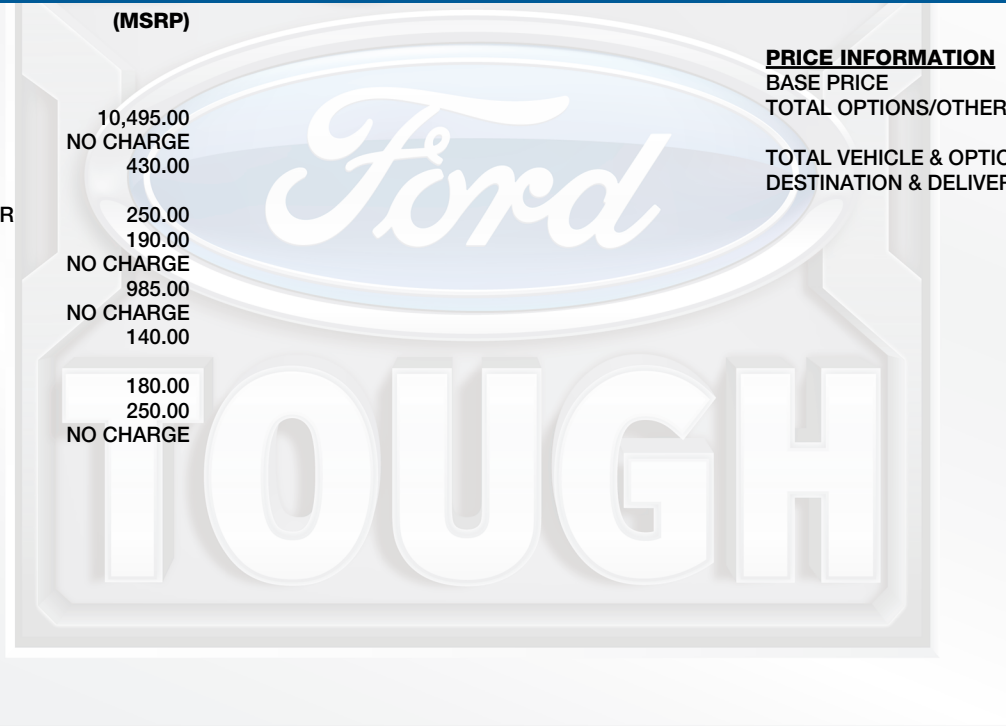 (MSRP)
10,495.00
NO CHARGE
430.00
R 250.00
190.00
NO CHARGE
985.00
NO CHARGE
140.00
180.00
250.00
NO CHARGE
PRICE INFORMATION
BASE PRICE
TOTAL OPTIONS/OTHER
TOTAL VEHICLE & OPTIO
DESTINATION & DELIVER
Ford
TOUGH